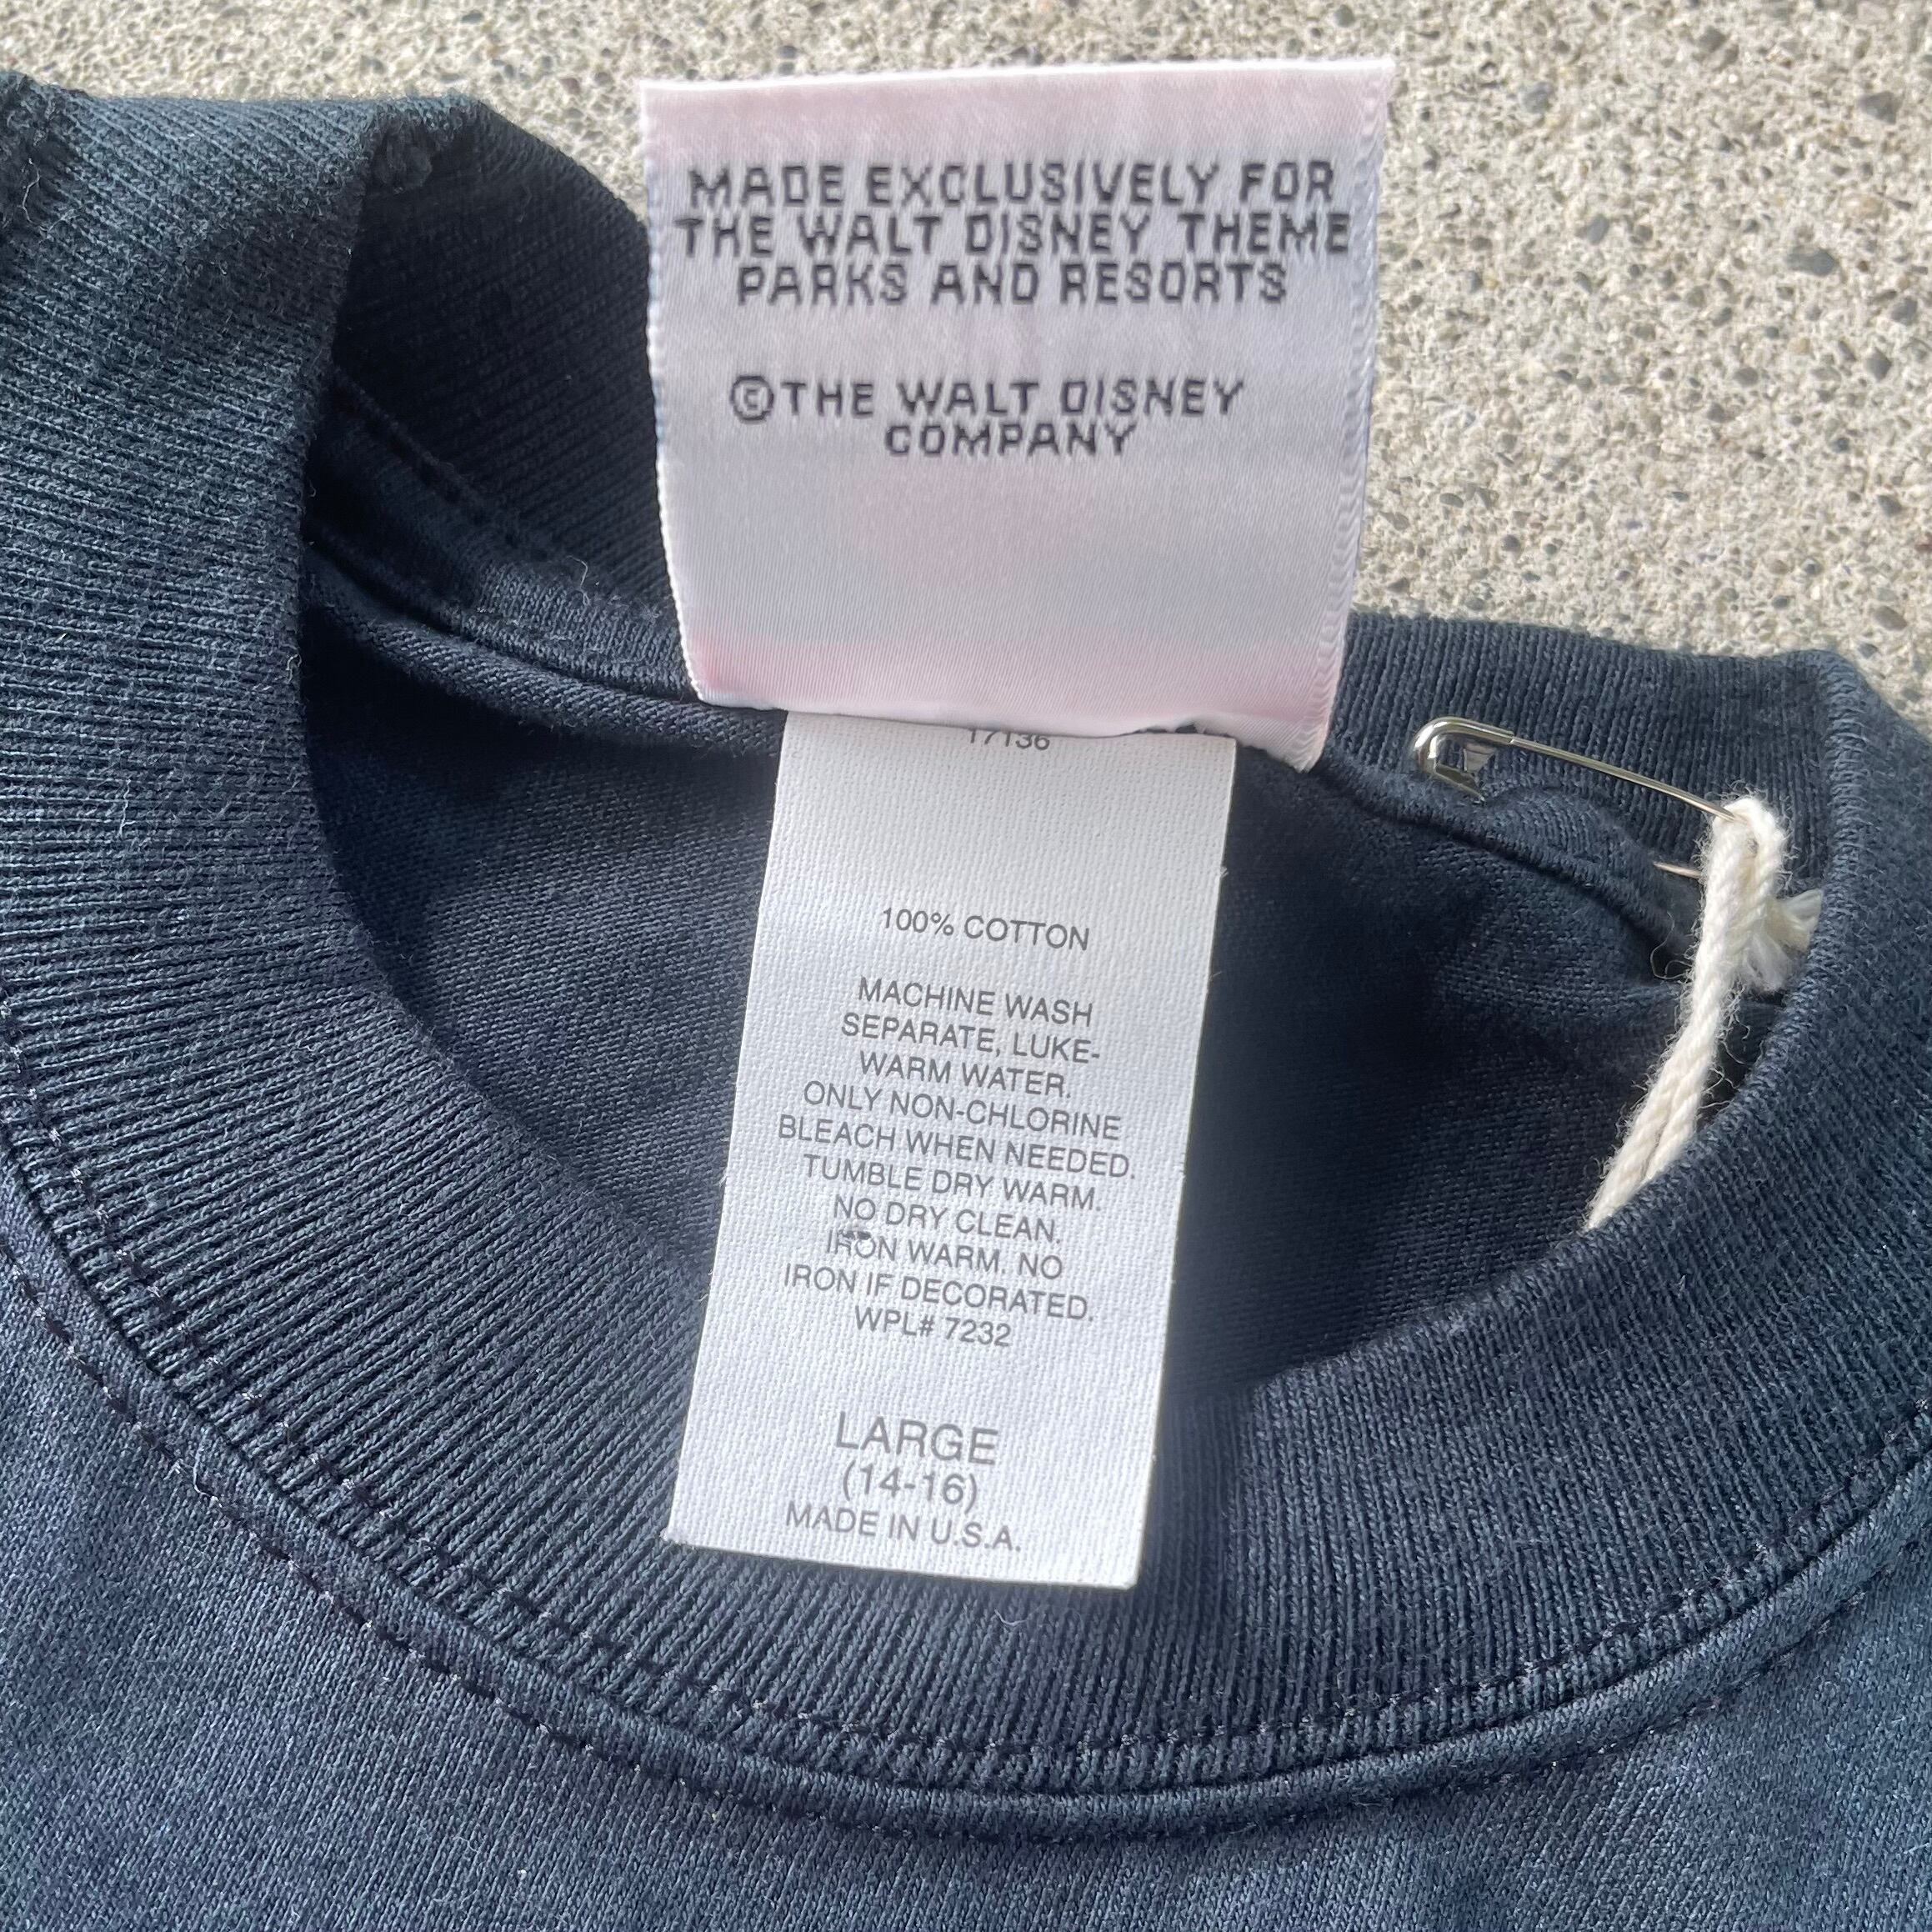 MADE EXCLUSIVELY FOR
THE WALT DISNEY THEME
PARKS AND RESORTS
©THE WALT DISNEY
COMPANY
17136
100% COTTON
MACHINE WASH
SEPARATE, LUKE-
WARM WATER.
ONLY NON-CHLORINE
BLEACH WHEN NEEDED.
TUMBLE DRY WARM.
NO DRY CLEAN.
IRON WARM. NO
IRON IF DECORATED.
WPL# 7232
LARGE
(14-16)
MADE IN U.S.A.